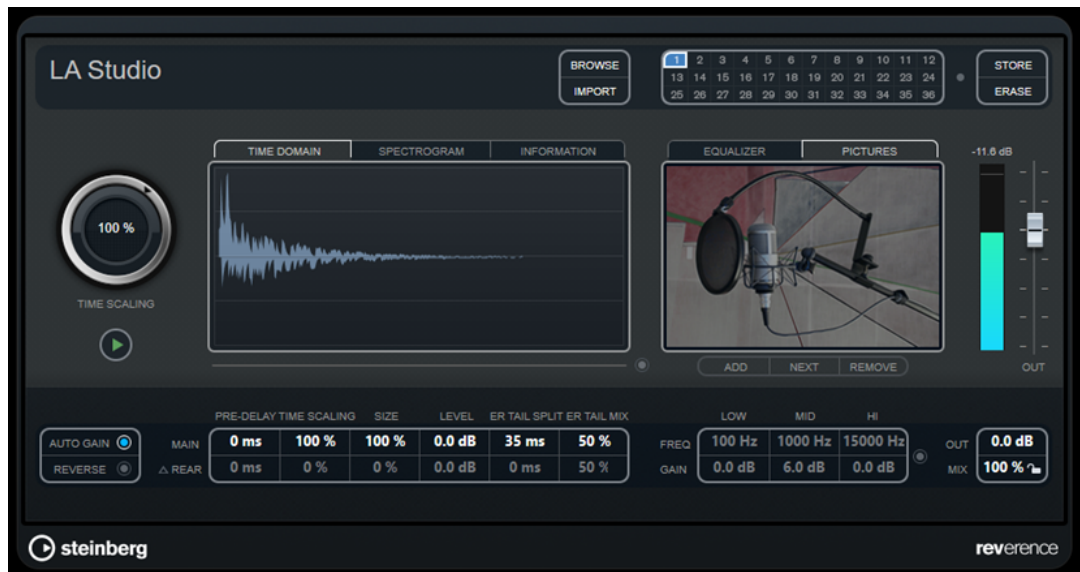 LA Studio
BROWSE
IMPORT
1 2 3 4 5 6 7 8 9 10 11 12
13 14 15 16 17 18 19 20 21 22 23 24
25 26 27 28 29 30 31 32 33 34 35 36
STORE
ERASE
TIME DOMAIN SPECTROGRAM INFORMATION
EQUALIZER PICTURES
-11.6 dB
100 %
TIME SCALING
ADD NEXT REMOVE
OUT
PRE-DELAY TIME SCALING SIZE LEVEL ER TAIL SPLIT ER TAIL MIX
LOW MID HI
AUTO GAIN
REVERSE
MAIN 0 ms 100 % 100 % 0.0 dB 35 ms 50 %
△ REAR 0 ms 0 % 0 % 0.0 dB 0 ms 50 %
FREQ 100 Hz 1000 Hz 15000 Hz
GAIN 0.0 dB 6.0 dB 0.0 dB
OUT 0.0 dB
MIX 100 %
steinberg
reverence